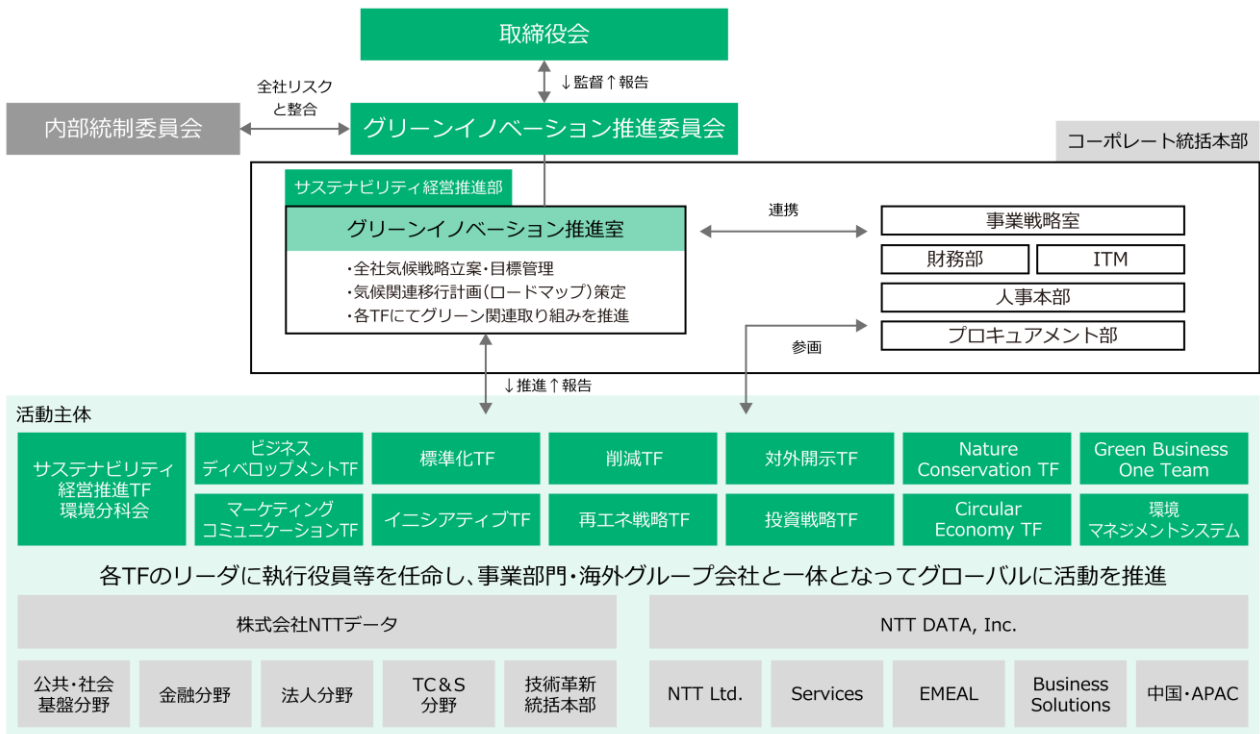 取締役会
↓監督↑報告
全社リスク
と整合
内部統制委員会
グリーンイノベーション推進委員会
コーポレート統括本部
サステナビリティ経営推進部
グリーンイノベーション推進室
・全社気候戦略立案・目標管理
・気候関連移行計画(ロードマップ)策定
・各TFにてグリーン関連取り組みを推進
連携
事業戦略室
財務部
ITM
人事本部
プロキュアメント部
参画
↓推進↑報告
活動主体
サステナビリティ
経営推進TF
環境分科会
ビジネス
ディベロップメントTF
標準化TF
削減TF
対外開示TF
Nature
Conservation TF
Green Business
One Team
マーケティング
コミュニケーションTF
イニシアティブTF
再エネ戦略TF
投資戦略TF
Circular
Economy TF
環境
マネジメントシステム
各TFのリーダに執行役員等を任命し、事業部門・海外グループ会社と一体となってグローバルに活動を推進
株式会社NTTデータ
NTT DATA, Inc.
公共・社会
基盤分野
金融分野
法人分野
TC&S
分野
技術革新
統括本部
NTT Ltd.
Services
EMEAL
Business
Solutions
中国・APAC